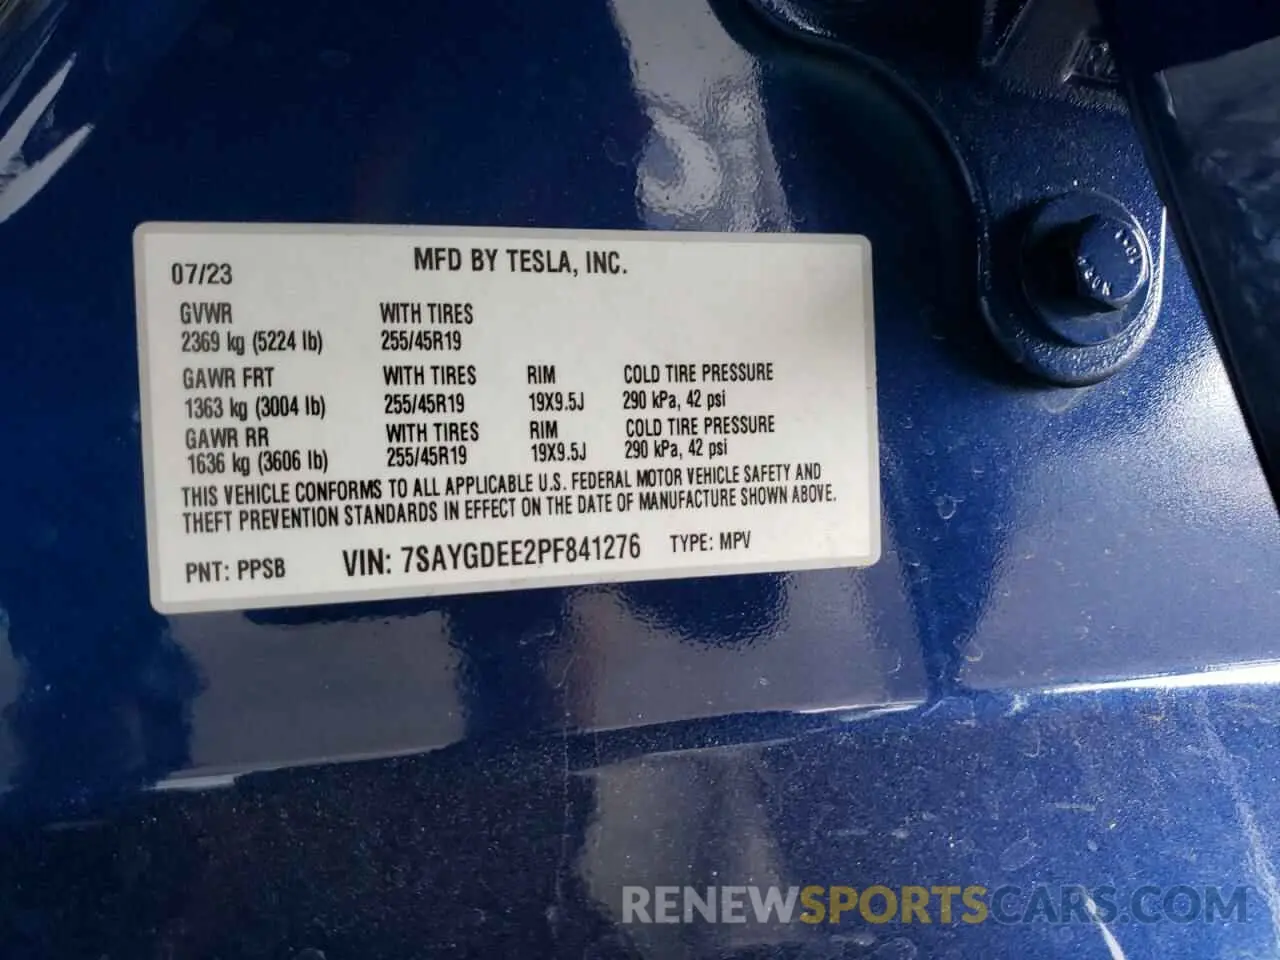 07/23 MFD BY TESLA, INC.
GVWR WITH TIRES
2369 kg (5224 lb) 255/45R19
GAWR FRT WITH TIRES RIM COLD TIRE PRESSURE
1363 kg (3004 lb) 255/45R19 19X9.5J 290 kPa, 42 psi
GAWR RR WITH TIRES RIM COLD TIRE PRESSURE
1636 kg (3606 lb) 255/45R19 19X9.5J 290 kPa, 42 psi
THIS VEHICLE CONFORMS TO ALL APPLICABLE U.S. FEDERAL MOTOR VEHICLE SAFETY AND
THEFT PREVENTION STANDARDS IN EFFECT ON THE DATE OF MANUFACTURE SHOWN ABOVE.
PNT: PPSB VIN: 7SAYGDEE2PF841276 TYPE: MPV
RENEWSPORTSCARS.COM